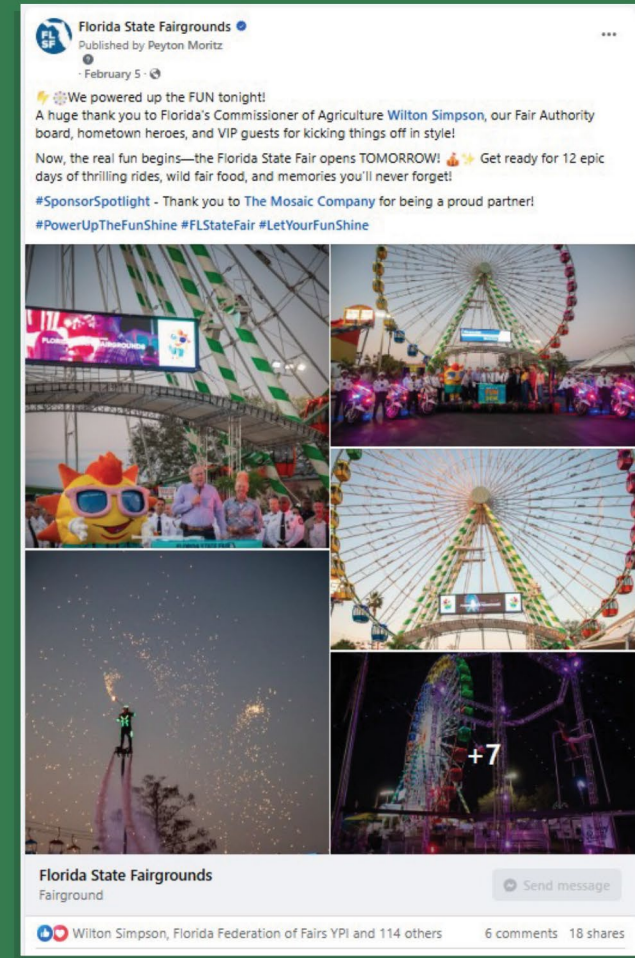 FL
SF
Florida State Fairgrounds
Published by Peyton Moritz
· February 5 ·
We powered up the FUN tonight!
A huge thank you to Florida's Commissioner of Agriculture Wilton Simpson, our Fair Authority
board, hometown heroes, and VIP guests for kicking things off in style!
Now, the real fun begins—the Florida State Fair opens TOMORROW! Get ready for 12 epic
days of thrilling rides, wild fair food, and memories you'll never forget!
#SponsorSpotlight - Thank you to The Mosaic Company for being a proud partner!
#PowerUpTheFunShine #FLStateFair #LetYourFunShine
FLORIDA STATE FAIR
+7
Florida State Fairgrounds
Fairground
Send message
Wilton Simpson, Florida Federation of Fairs YPI and 114 others 6 comments 18 shares